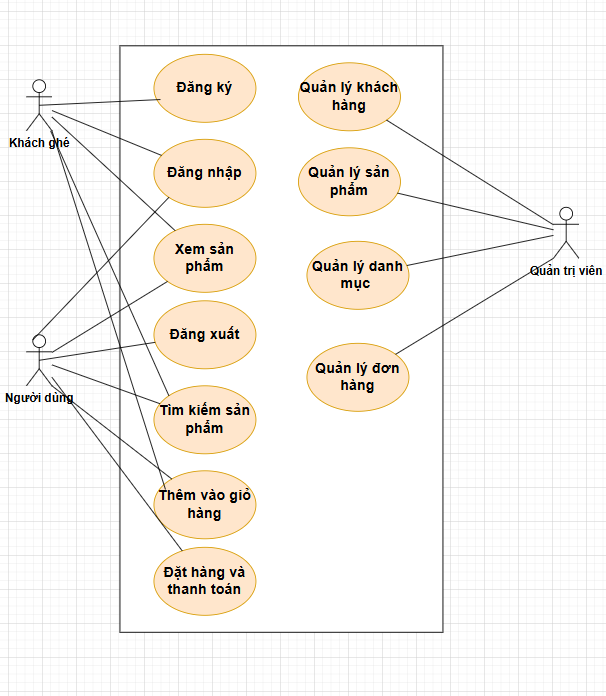 Khách ghé
Người dùng
Đăng ký
Đăng nhập
Xem sản
phẩm
Đăng xuất
Tìm kiếm sản
phẩm
Thêm vào giỏ
hàng
Đặt hàng và
thanh toán
Quản lý khách
hàng
Quản lý sản
phẩm
Quản lý danh
mục
Quản lý đơn
hàng
Quản trị viên